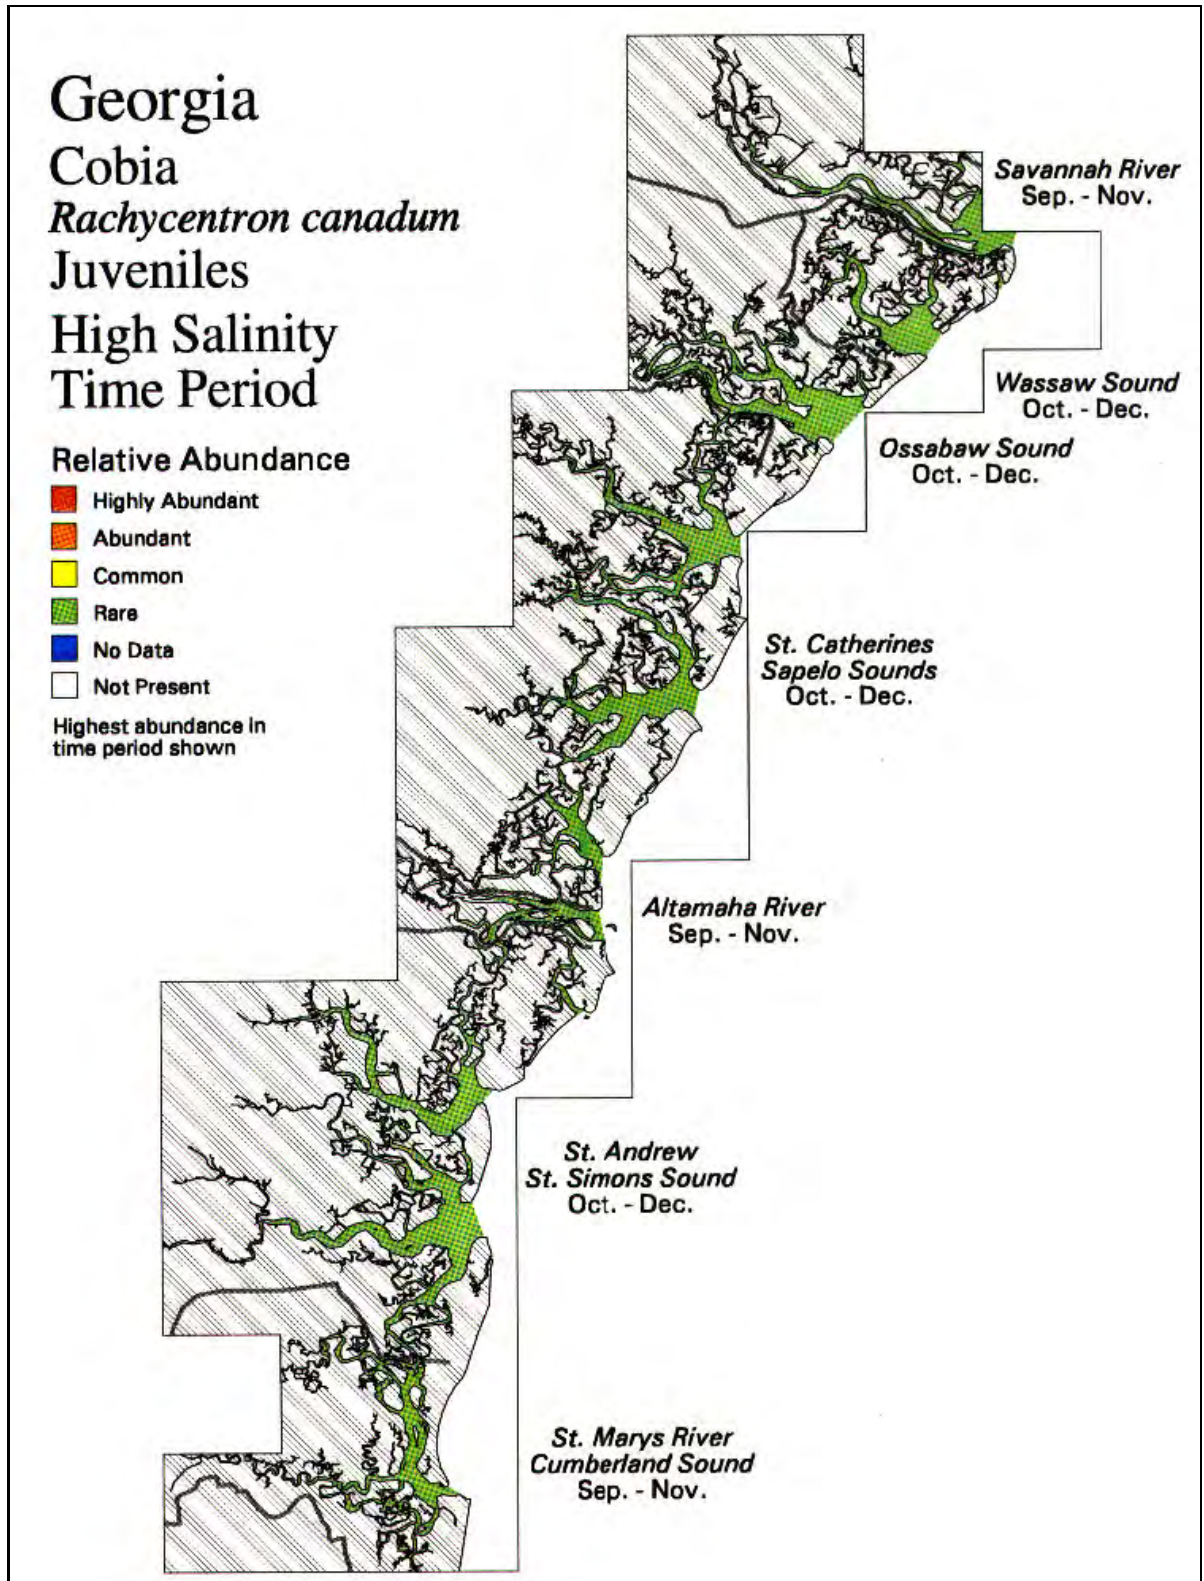 Georgia
Cobia
Rachycentron canadum
Juveniles
High Salinity
Time Period
Relative Abundance
Highly Abundant
Abundant
Common
Rare
No Data
Not Present
Highest abundance in
time period shown
Savannah River
Sep. - Nov.
Wassaw Sound
Oct. - Dec.
Ossabaw Sound
Oct. - Dec.
St. Catherines
Sapelo Sounds
Oct. - Dec.
Altamaha River
Sep. - Nov.
St. Andrew
St. Simons Sound
Oct. - Dec.
St. Marys River
Cumberland Sound
Sep. - Nov.